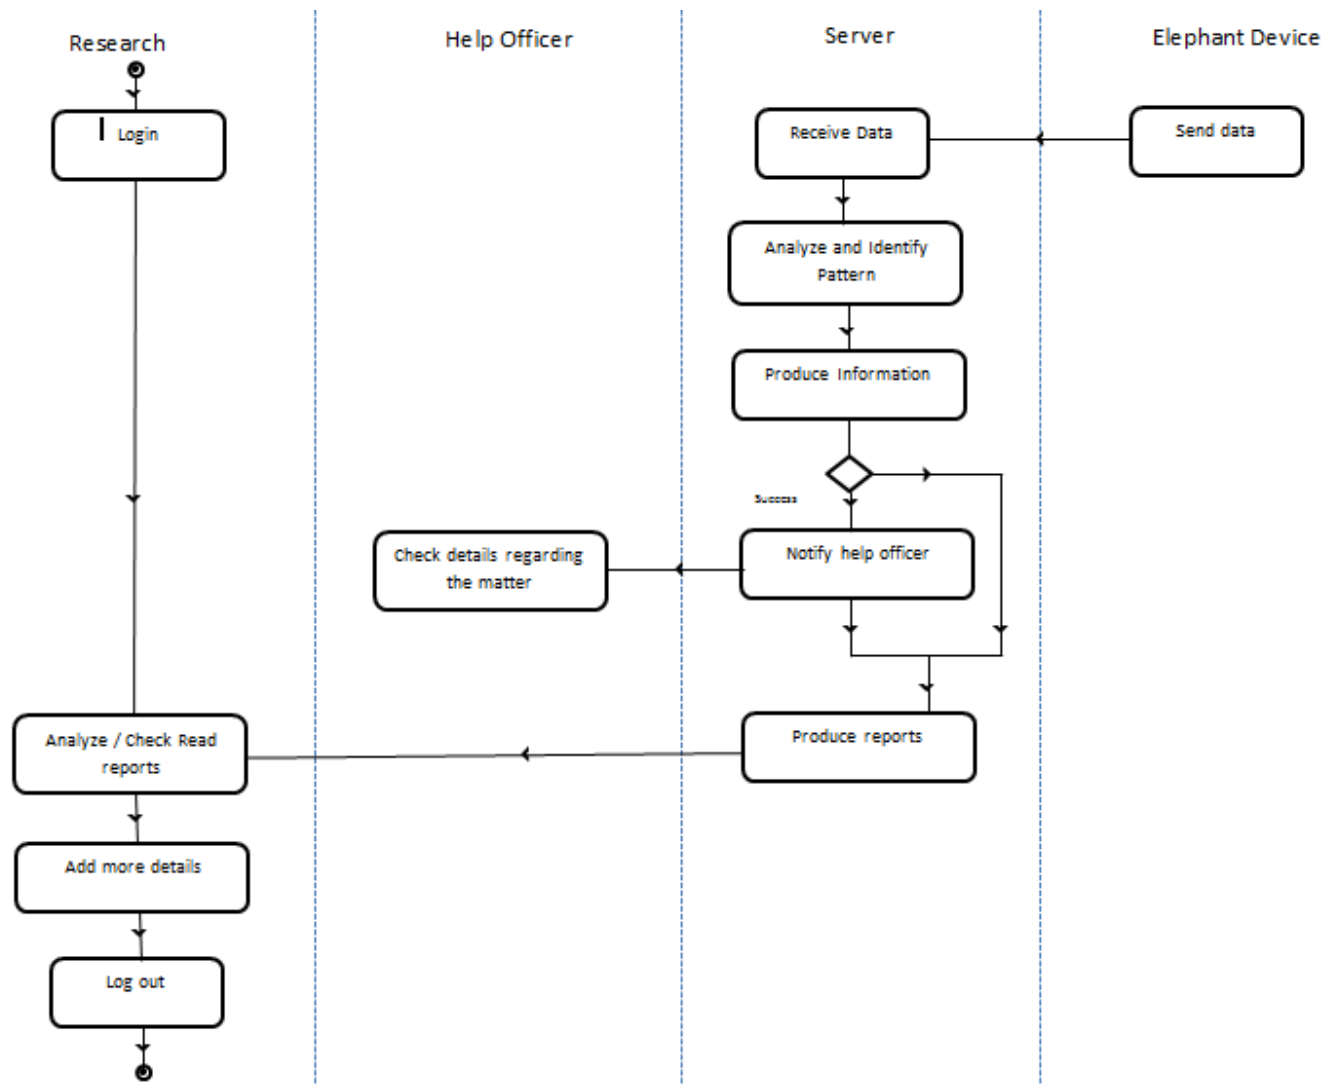 Research
Help Officer
Server
Elephant Device
Login
Receive Data
Send data
Analyze and Identify
Pattern
Produce Information
Success
Check details regarding
the matter
Notify help officer
Analyze / Check Read
reports
Produce reports
Add more details
Log out